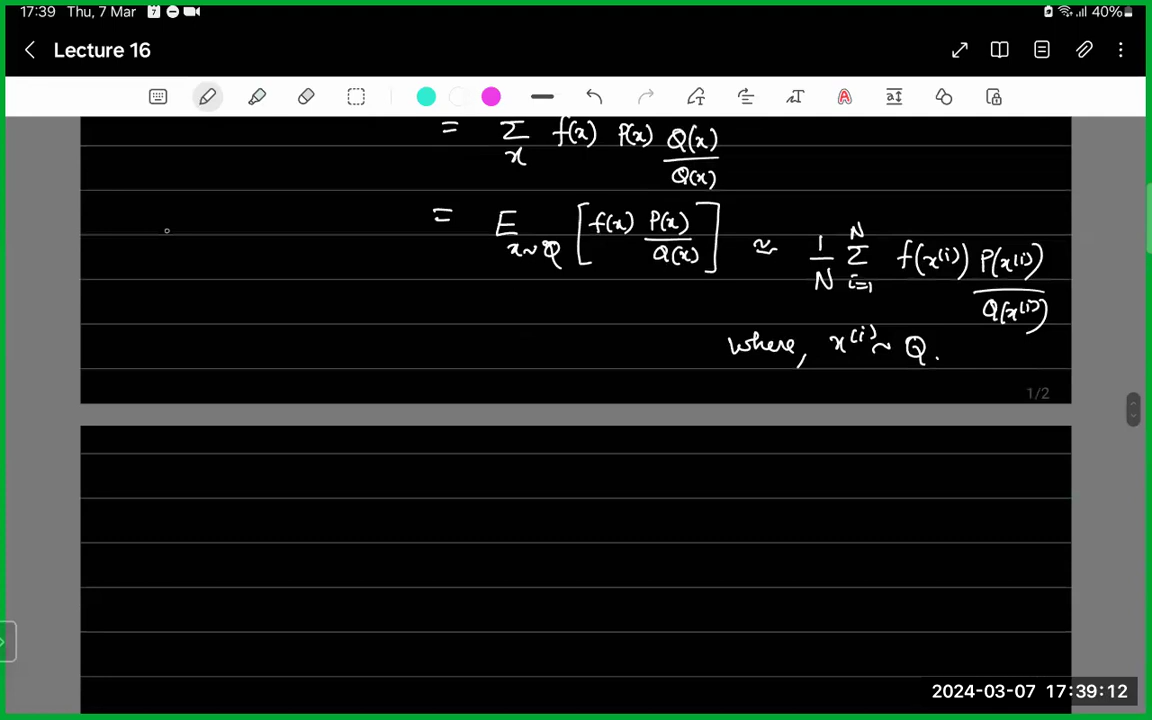 17:39 Thu, 7 Mar 7 40%
Lecture 16
= Σ_x f(x) P(x) Q(x)/Q(x)
= E_{x~Q} [f(x) P(x)/Q(x)] ≈ 1/N Σ_{i=1}^{N} f(x^{(i)}) P(x^{(i)})/Q(x^{(i)})
where, x^{(i)} ~ Q.
1/2
2024-03-07 17:39:12